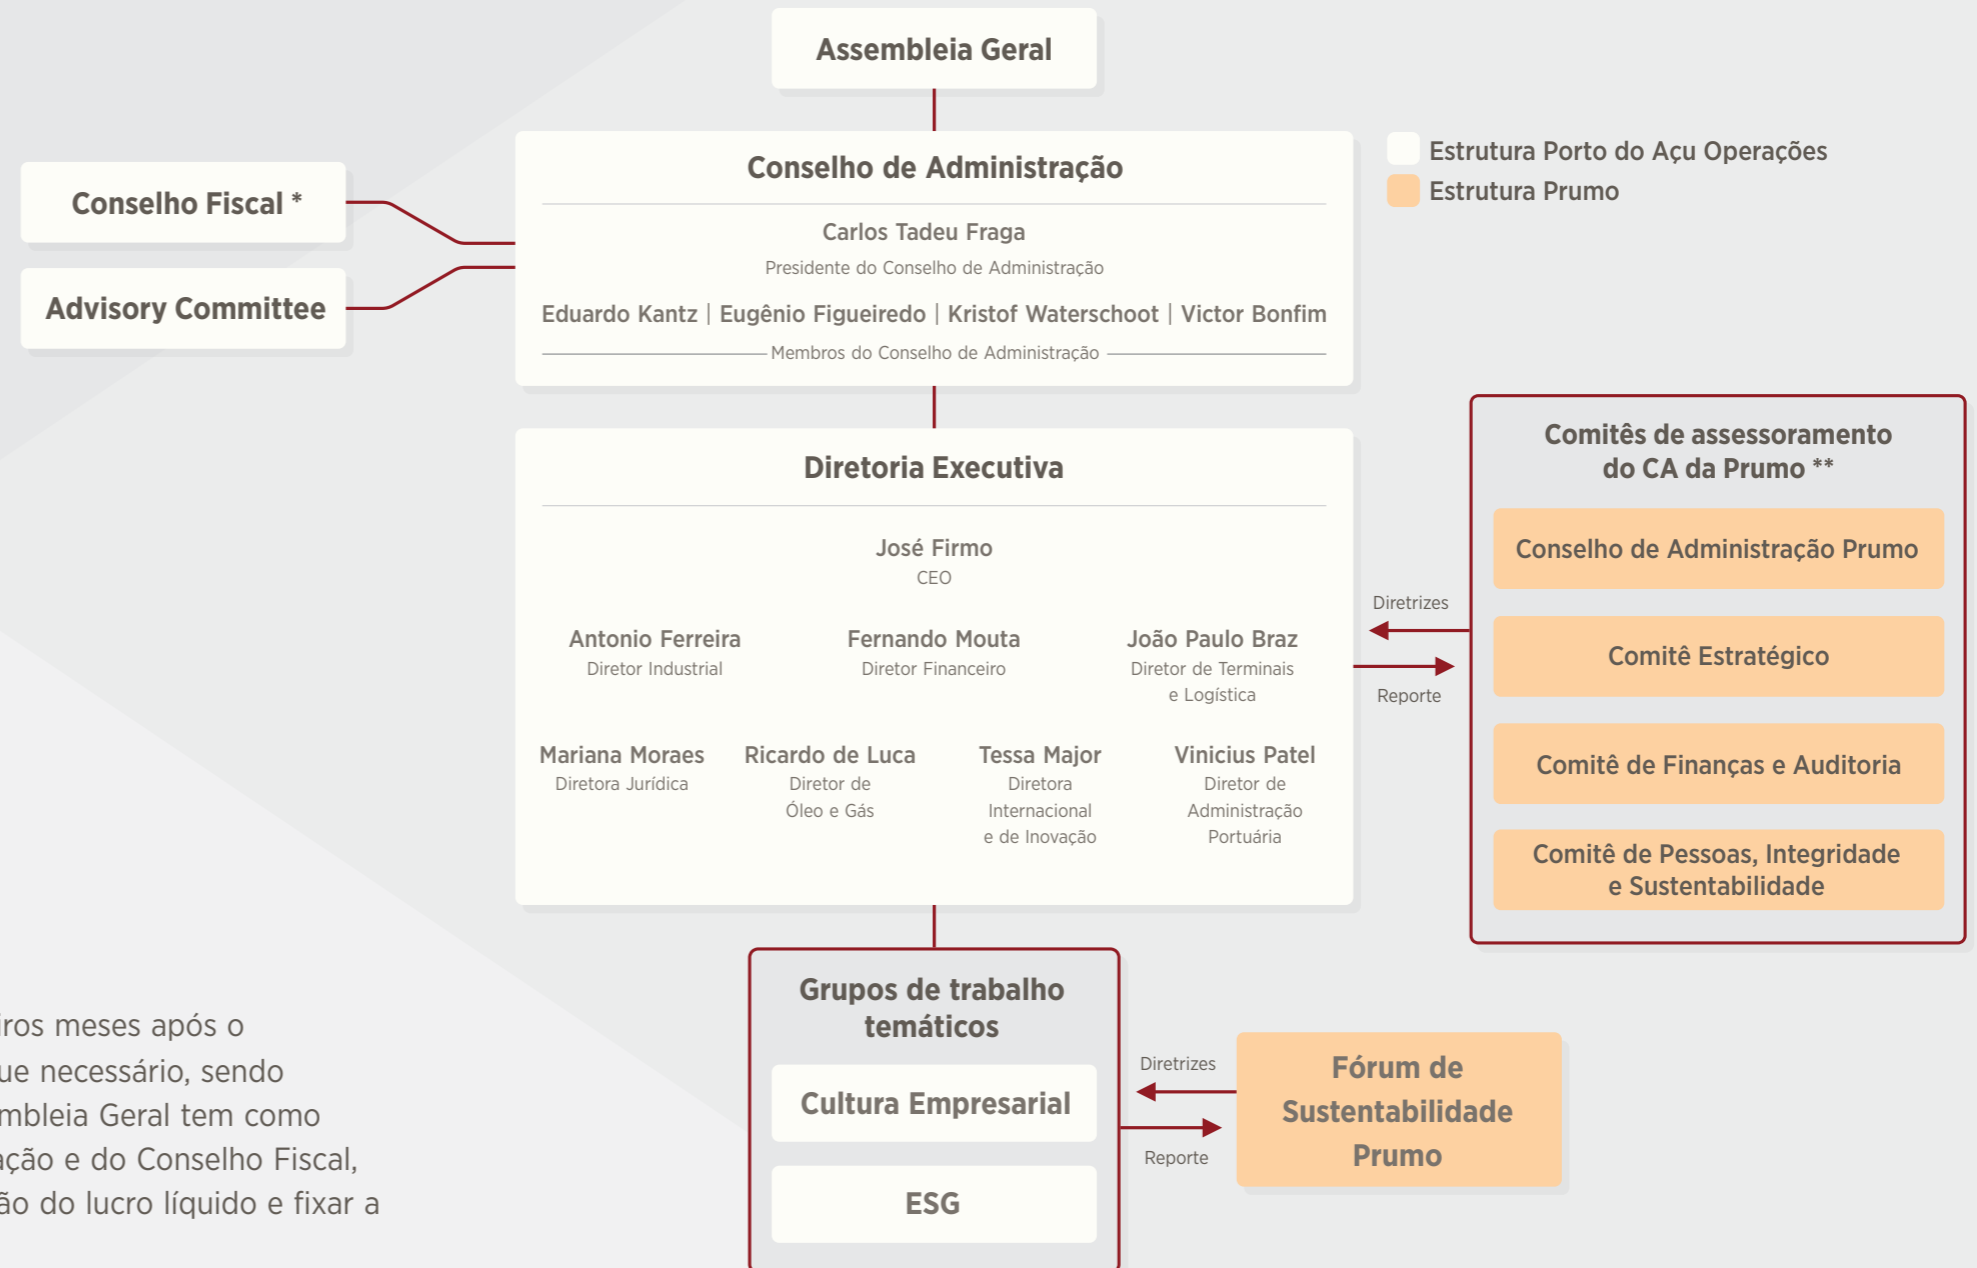 Assembleia Geral
Conselho Fiscal *
Advisory Committee
Conselho de Administração
Carlos Tadeu Fraga
Presidente do Conselho de Administração
Eduardo Kantz | Eugênio Figueiredo | Kristof Waterschoot | Victor Bonfim
Membros do Conselho de Administração
Estrutura Porto do Açu Operações
Estrutura Prumo
Diretoria Executiva
José Firmo
CEO
Antonio Ferreira
Diretor Industrial
Fernando Mouta
Diretor Financeiro
João Paulo Braz
Diretor de Terminais
e Logística
Mariana Moraes
Diretora Jurídica
Ricardo de Luca
Diretor de
Óleo e Gás
Tessa Major
Diretora
Internacional
e de Inovação
Vinicius Patel
Diretor de
Administração
Portuária
Diretrizes
Reporte
Comitês de assessoramento
do CA da Prumo **
Conselho de Administração Prumo
Comitê Estratégico
Comitê de Finanças e Auditoria
Comitê de Pessoas, Integridade
e Sustentabilidade
Grupos de trabalho
temáticos
Cultura Empresarial
ESG
Diretrizes
Reporte
Fórum de
Sustentabilidade
Prumo
iros meses após o
ue necessário, sendo
embleia Geral tem como
ação e do Conselho Fiscal,
ão do lucro líquido e fixar a